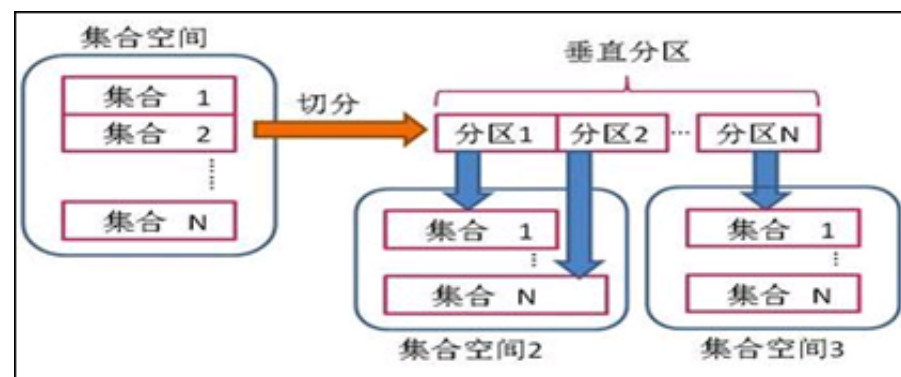 集合空间
集合 1
集合 2
集合 N
切分
垂直分区
分区1 分区2 ... 分区N
集合 1
集合 N
集合空间2
集合 1
集合 N
集合空间3